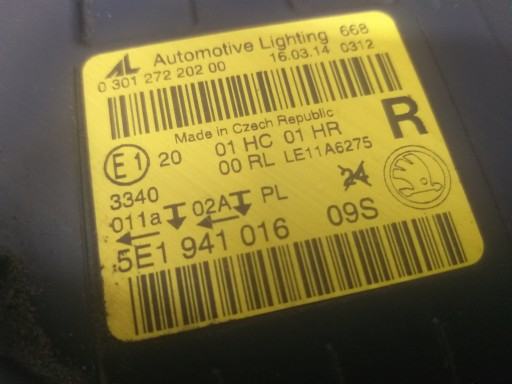 AL Automotive Lighting 668
0 301 272 202 00 16.03.14 0312
Made in Czech Republic
E1 20 01 HC 01 HR R
00 RL LE11A6275
3340
011a 02A PL 24
5E1 941 016 09S